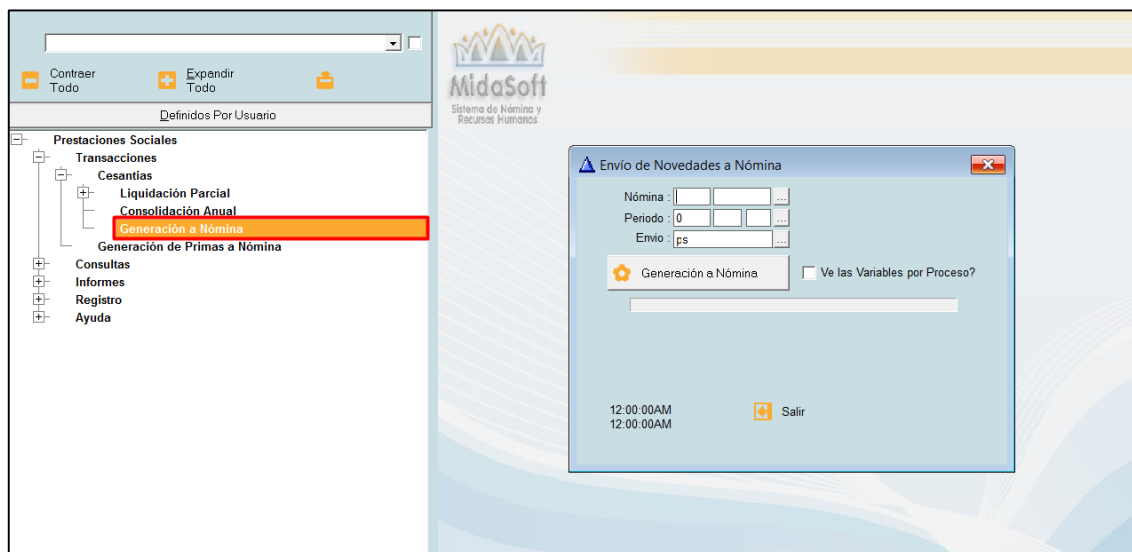 Contraer
Todo
Expandir
Todo
Definidos Por Usuario
Prestaciones Sociales
Transacciones
Cesantias
Liquidación Parcial
Consolidación Anual
Generación a Nómina
Generación de Primas a Nómina
Consultas
Informes
Registro
Ayuda
MidaSoft
Sistema de Nómina y
Recursos Humanos
Envío de Novedades a Nómina
Nómina : ...
Periodo : 0 ...
Envio : ps ...
Generación a Nómina
Ve las Variables por Proceso?
12:00:00AM
12:00:00AM
Salir